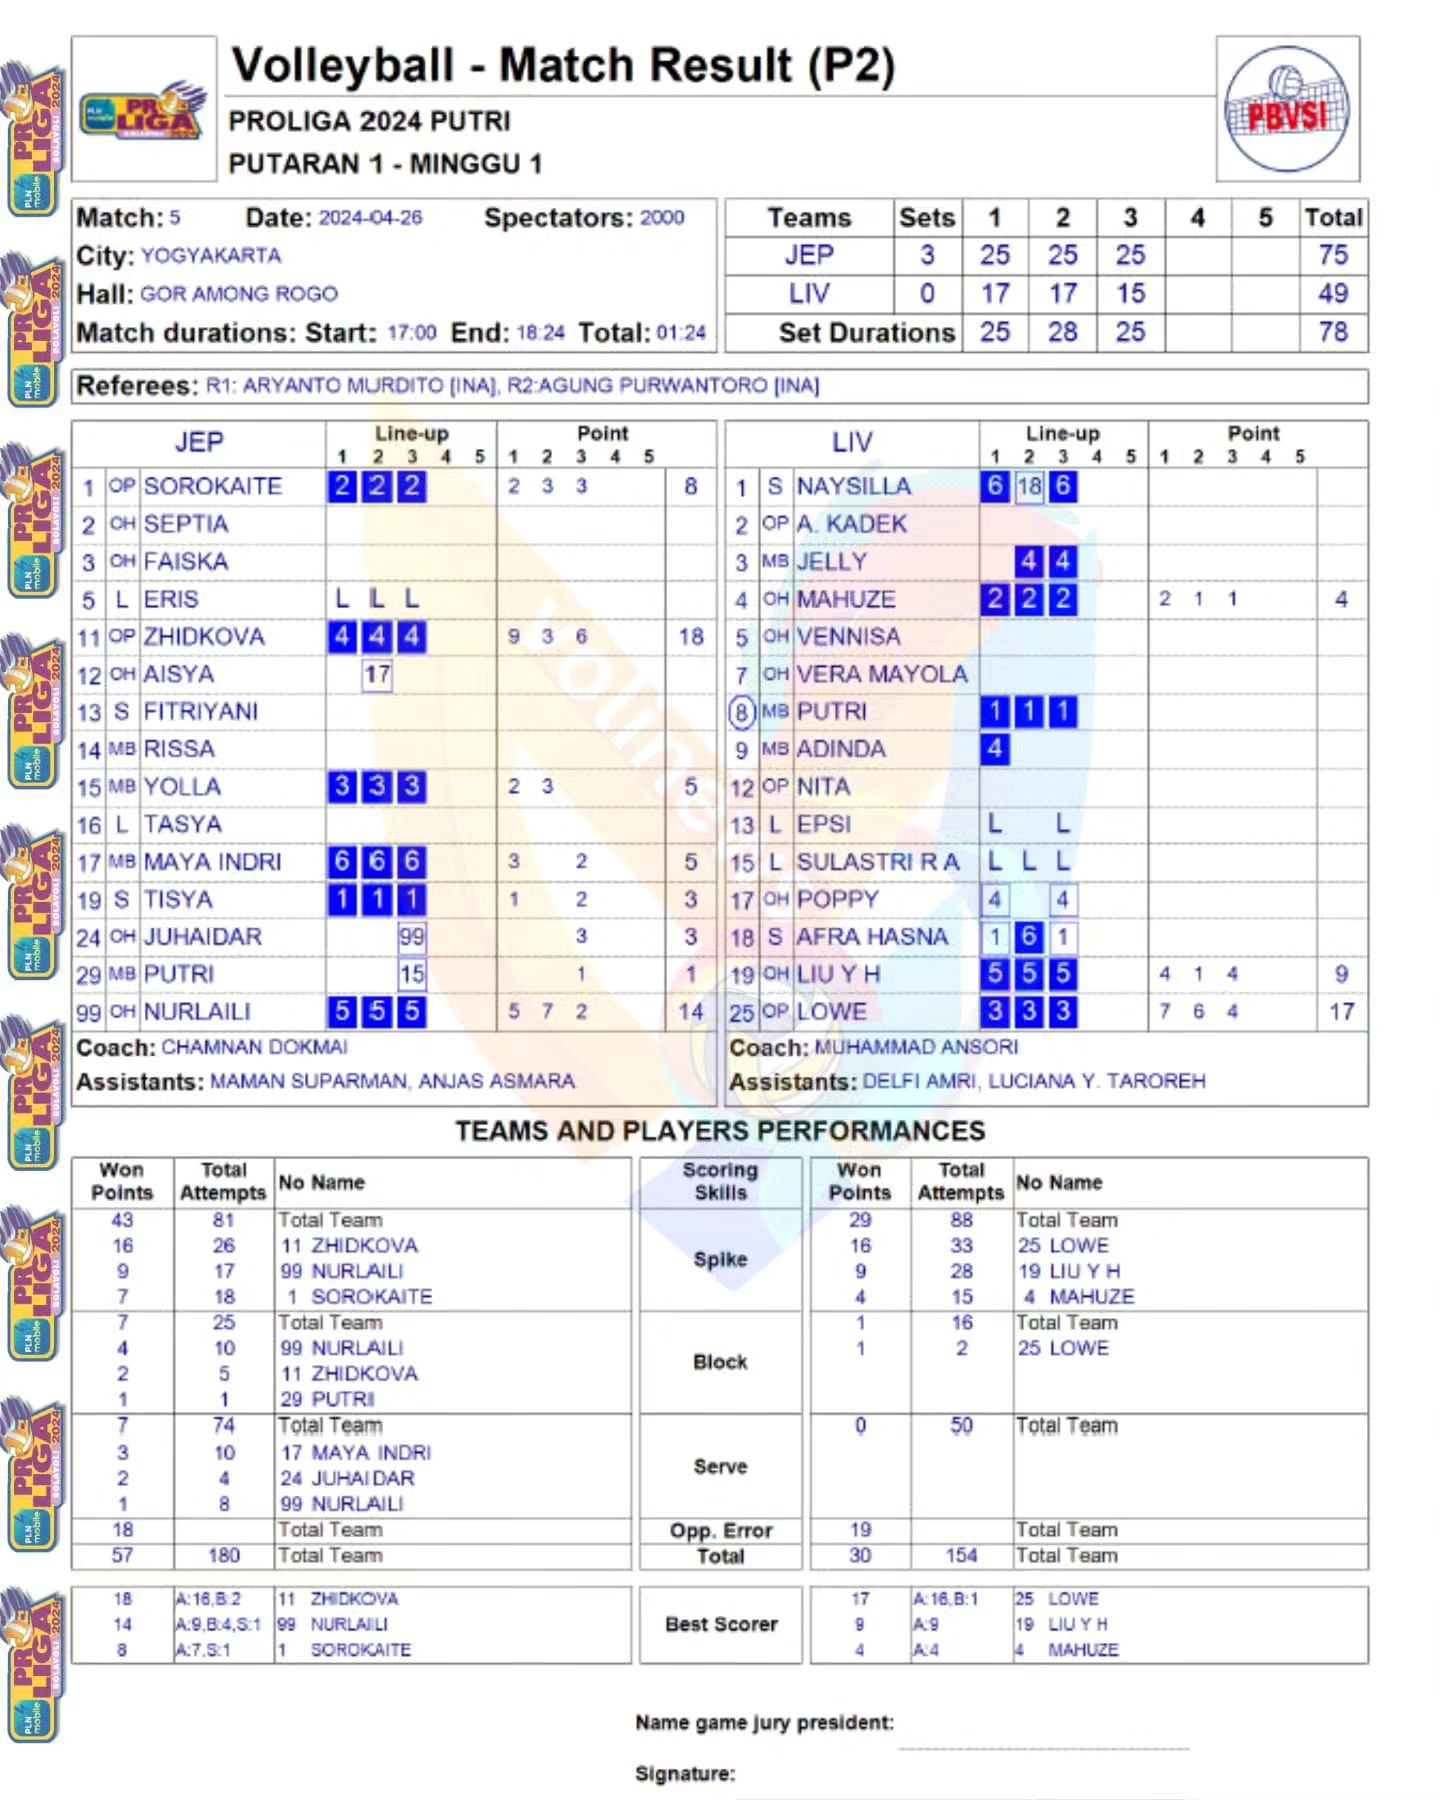 Volleyball - Match Result (P2)
PROLIGA 2024 PUTRI
PUTARAN 1 - MINGGU 1
PBVSI
Match: 5 Date: 2024-04-26 Spectators: 2000
City: YOGYAKARTA
Hall: GOR AMONG ROGO
Match durations: Start: 17:00 End: 18:24 Total: 01:24
Teams Sets 1 2 3 4 5 Total
JEP 3 25 25 25 75
LIV 0 17 17 15 49
Set Durations 25 28 25 78
Referees: R1: ARYANTO MURDITO [INA], R2:AGUNG PURWANTORO [INA]
JEP Line-up Point
1 2 3 4 5 1 2 3 4 5
1 OP SOROKAITE 2 2 2 2 3 3 8
2 OH SEPTIA
3 OH FAISKA
5 L ERIS L L L
11 OP ZHIDKOVA 4 4 4 9 3 6 18
12 OH AISYA 17
13 S FITRIYANI
14 MB RISSA
15 MB YOLLA 3 3 3 2 3 5
16 L TASYA
17 MB MAYA INDRI 6 6 6 3 2 5
19 S TISYA 1 1 1 1 2 3
24 OH JUHAIDAR 99 3 3
29 MB PUTRI 15 1 1
99 OH NURLAILI 5 5 5 5 7 2 14
Coach: CHAMNAN DOKMAI
Assistants: MAMAN SUPARMAN, ANJAS ASMARA
LIV Line-up Point
1 2 3 4 5 1 2 3 4 5
1 S NAYSILLA 6 18 6
2 OP A. KADEK
3 MB JELLY 4 4
4 OH MAHUZE 2 2 2 2 1 1 4
5 OH VENNISA
7 OH VERA MAYOLA
8 MB PUTRI 1 1 1
9 MB ADINDA 4
12 OP NITA
13 L EPSI L L
15 L SULASTRI R A L L L
17 OH POPPY 4 4
18 S AFRA HASNA 1 6 1
19 OH LIU Y H 5 5 5 4 1 4 9
25 OP LOWE 3 3 3 7 6 4 17
Coach: MUHAMMAD ANSORI
Assistants: DELFI AMRI, LUCIANA Y. TAROREH
TEAMS AND PLAYERS PERFORMANCES
Won Points Total Attempts No Name Scoring Skills Won Points Total Attempts No Name
Spike
43 81 Total Team 29 88 Total Team
16 26 11 ZHIDKOVA 16 33 25 LOWE
9 17 99 NURLAILI 9 28 19 LIU Y H
7 18 1 SOROKAITE 4 15 4 MAHUZE
Block
7 25 Total Team 1 16 Total Team
4 10 99 NURLAILI 1 2 25 LOWE
2 5 11 ZHIDKOVA
1 1 29 PUTRI
Serve
7 74 Total Team 0 50 Total Team
3 10 17 MAYA INDRI
2 4 24 JUHAIDAR
1 8 99 NURLAILI
18 Total Team Opp. Error 19 Total Team
57 180 Total Team Total 30 154 Total Team
Best Scorer
18 A:16,B:2 11 ZHIDKOVA 17 A:16,B:1 25 LOWE
14 A:9,B:4,S:1 99 NURLAILI 9 A:9 19 LIU Y H
8 A:7,S:1 1 SOROKAITE 4 A:4 4 MAHUZE
Name game jury president:
Signature: